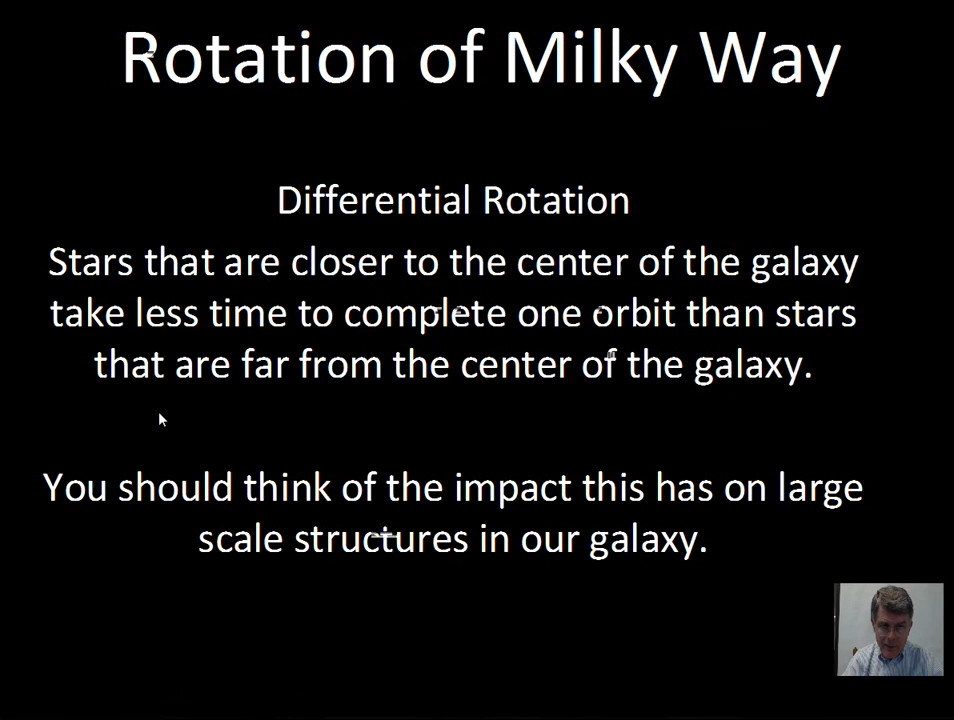 Rotation of Milky Way
Differential Rotation
Stars that are closer to the center of the galaxy
take less time to complete one orbit than stars
that are far from the center of the galaxy.
You should think of the impact this has on large
scale structures in our galaxy.